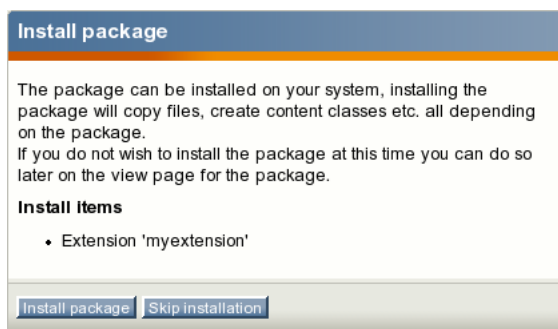 Install package
The package can be installed on your system, installing the
package will copy files, create content classes etc. all depending
on the package.
If you do not wish to install the package at this time you can do so
later on the view page for the package.
Install items
• Extension 'myextension'
Install package Skip installation